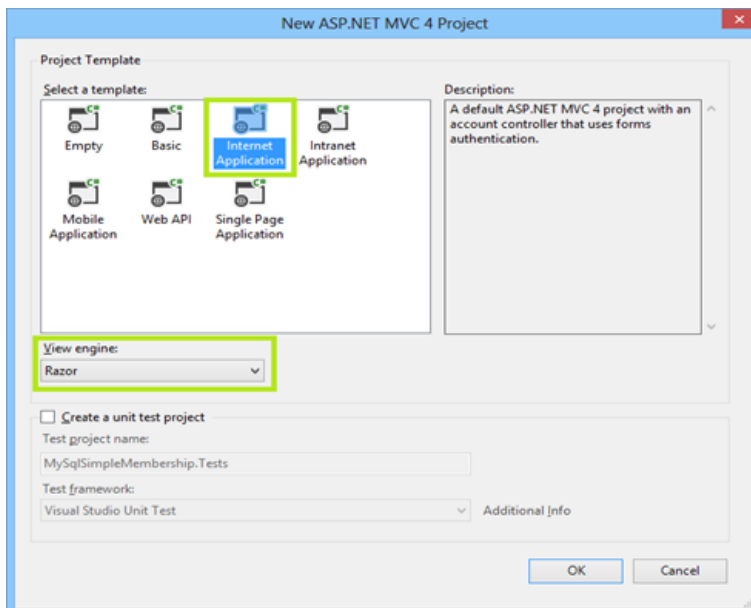 New ASP.NET MVC 4 Project
Project Template
Select a template:
Description:
Empty
Basic
Internet
Application
Intranet
Application
Mobile
Application
Web API
Single Page
Application
A default ASP.NET MVC 4 project with an
account controller that uses forms
authentication.
View engine:
Razor
Create a unit test project
Test project name:
MySqlSimpleMembership.Tests
Test framework:
Visual Studio Unit Test
Additional Info
OK
Cancel